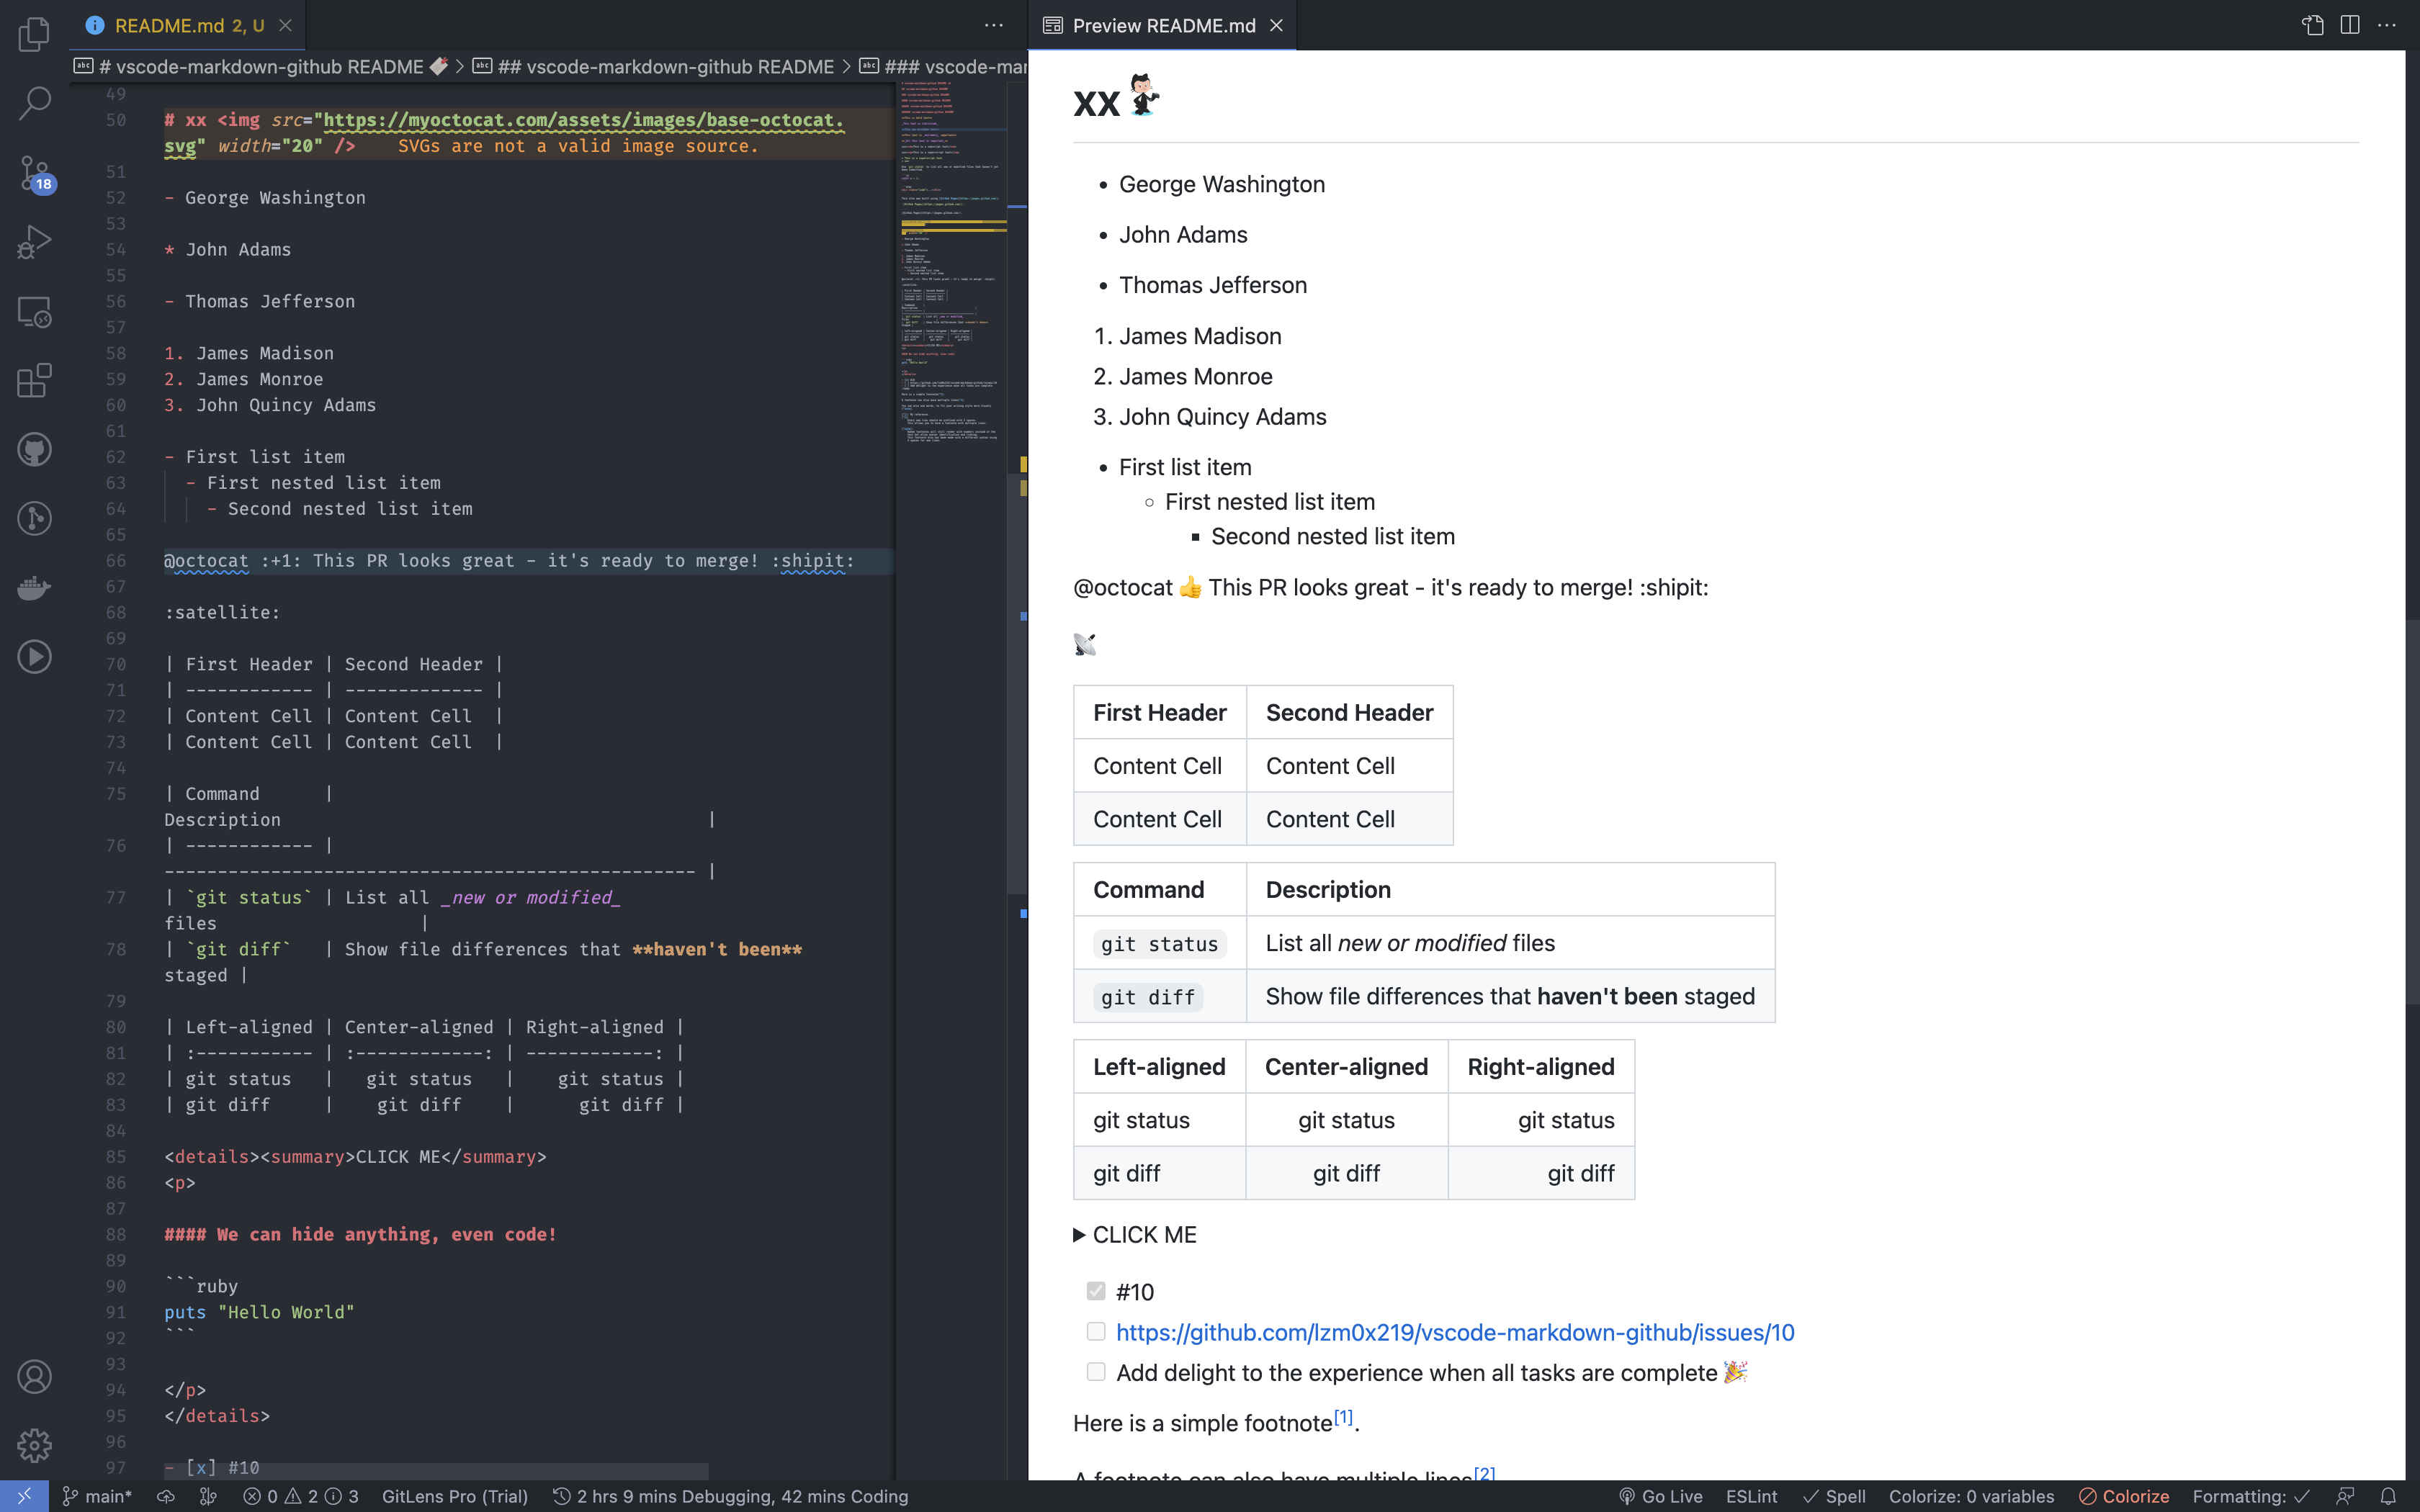 README.md 2, U
Preview README.md
# vscode-markdown-github README > ## vscode-markdown-github README > ### vscode-mar
18
49
50 # xx <img src="https://myoctocat.com/assets/images/base-octocat.
svg" width="20" /> SVGs are not a valid image source.
51
52 - George Washington
53
54 * John Adams
55
56 - Thomas Jefferson
57
58 1. James Madison
59 2. James Monroe
60 3. John Quincy Adams
61
62 - First list item
63 - First nested list item
64 - Second nested list item
65
66 @octocat :+1: This PR looks great - it's ready to merge! :shipit:
67
68 :satellite:
69
70 | First Header | Second Header |
71 | ------------ | ------------- |
72 | Content Cell | Content Cell |
73 | Content Cell | Content Cell |
74
75 | Command |
Description |
76 | ------------ |
-------------------------------------------------- |
77 | `git status` | List all _new or modified_
files |
78 | `git diff` | Show file differences that **haven't been**
staged |
79
80 | Left-aligned | Center-aligned | Right-aligned |
81 | :----------- | :------------: | ------------: |
82 | git status | git status | git status |
83 | git diff | git diff | git diff |
84
85 <details><summary>CLICK ME</summary>
86 <p>
87
88 #### We can hide anything, even code!
89
90 ```ruby
91 puts "Hello World"
92 ```
93
94 </p>
95 </details>
96
97 - [x] #10
xx
• George Washington
• John Adams
• Thomas Jefferson
1. James Madison
2. James Monroe
3. John Quincy Adams
• First list item
◦ First nested list item
▪ Second nested list item
@octocat 👍 This PR looks great - it's ready to merge! :shipit:
📡
First Header Second Header
Content Cell Content Cell
Content Cell Content Cell
Command Description
git status List all new or modified files
git diff Show file differences that haven't been staged
Left-aligned Center-aligned Right-aligned
git status git status git status
git diff git diff git diff
▶ CLICK ME
#10
https://github.com/lzm0x219/vscode-markdown-github/issues/10
Add delight to the experience when all tasks are complete 🎉
Here is a simple footnote[1].
A footnote can also have multiple lines[2]
main* 0 2 3 GitLens Pro (Trial) 2 hrs 9 mins Debugging, 42 mins Coding Go Live ESLint ✓ Spell Colorize: 0 variables Colorize Formatting: ✓